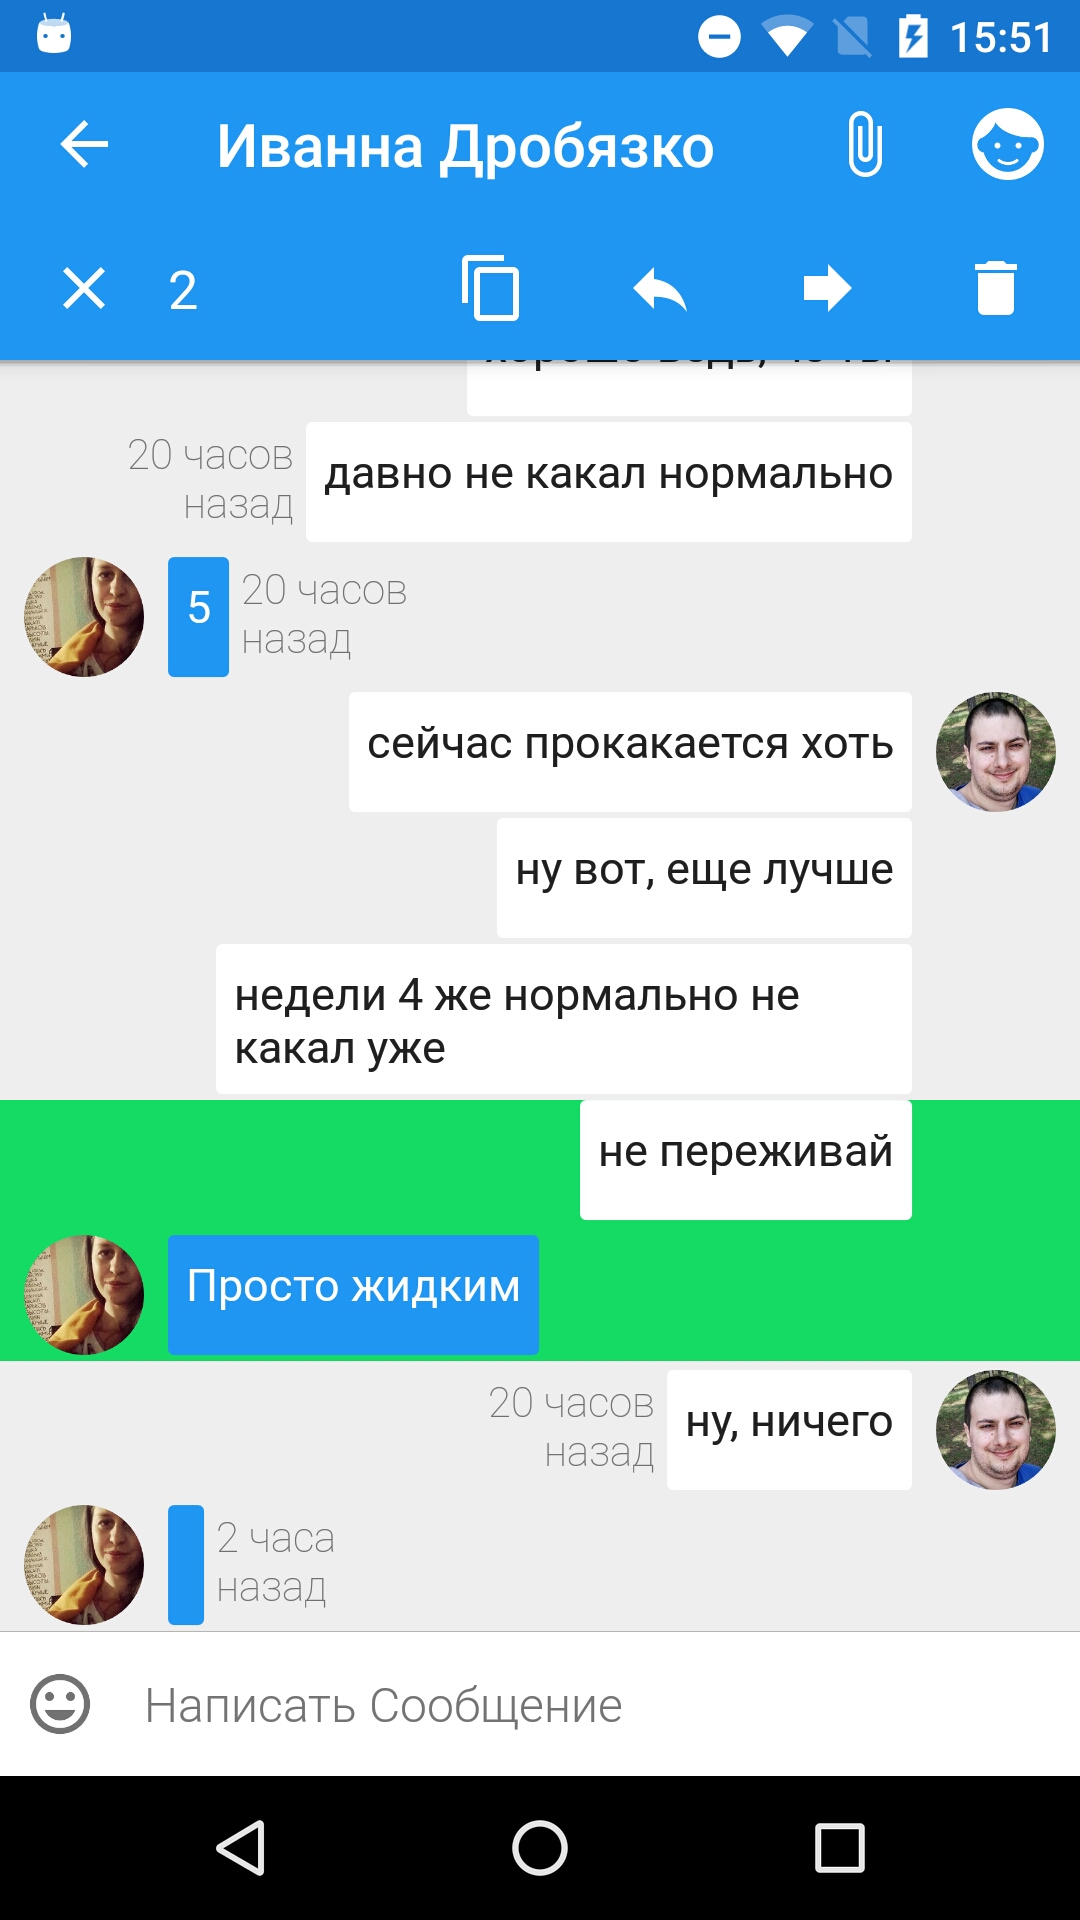 15:51
Иванна Дробязко
2
20 часов
назад
давно не какал нормально
5
20 часов
назад
сейчас прокакается хоть
ну вот, еще лучше
недели 4 же нормально не
какал уже
не переживай
Просто жидким
20 часов
назад
ну, ничего
2 часа
назад
Написать Сообщение